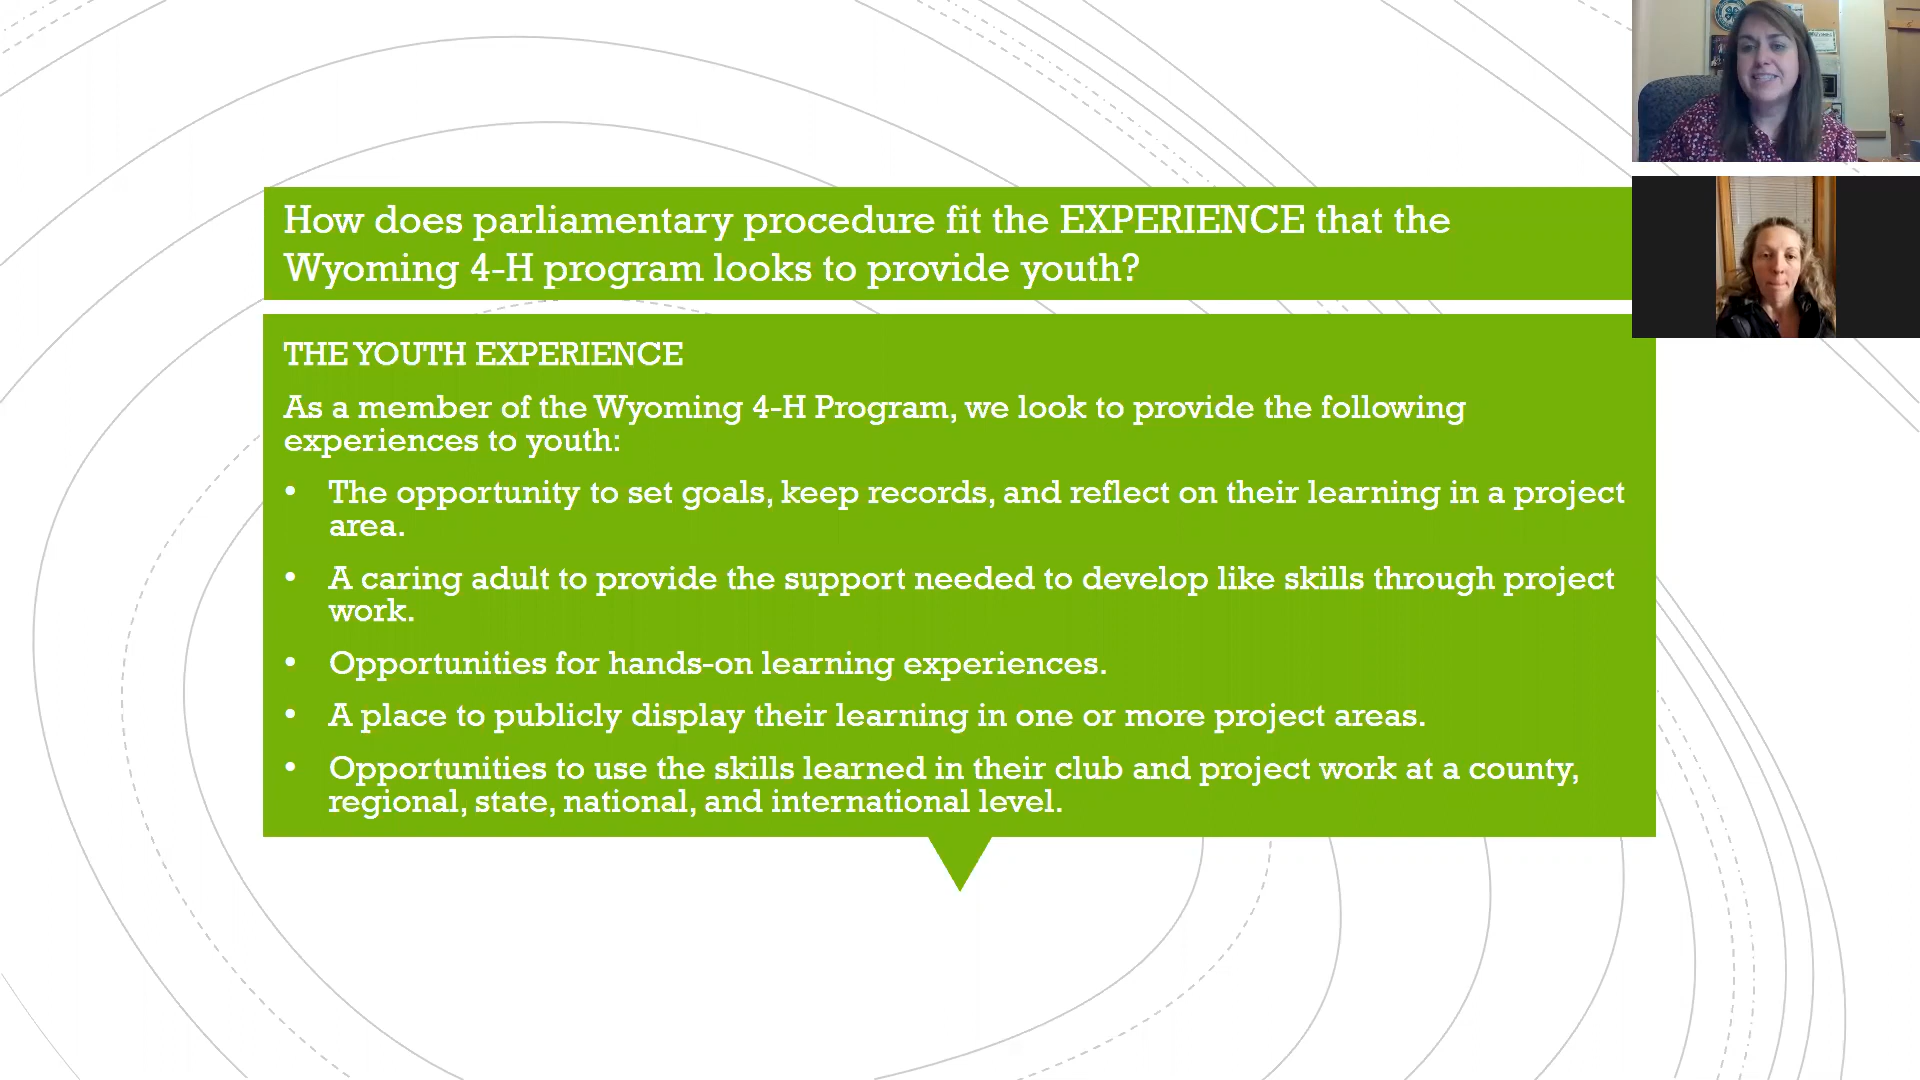 How does parliamentary procedure fit the EXPERIENCE that the
Wyoming 4-H program looks to provide youth?
THE YOUTH EXPERIENCE
As a member of the Wyoming 4-H Program, we look to provide the following
experiences to youth:
• The opportunity to set goals, keep records, and reflect on their learning in a project
area.
• A caring adult to provide the support needed to develop like skills through project
work.
• Opportunities for hands-on learning experiences.
• A place to publicly display their learning in one or more project areas.
• Opportunities to use the skills learned in their club and project work at a county,
regional, state, national, and international level.